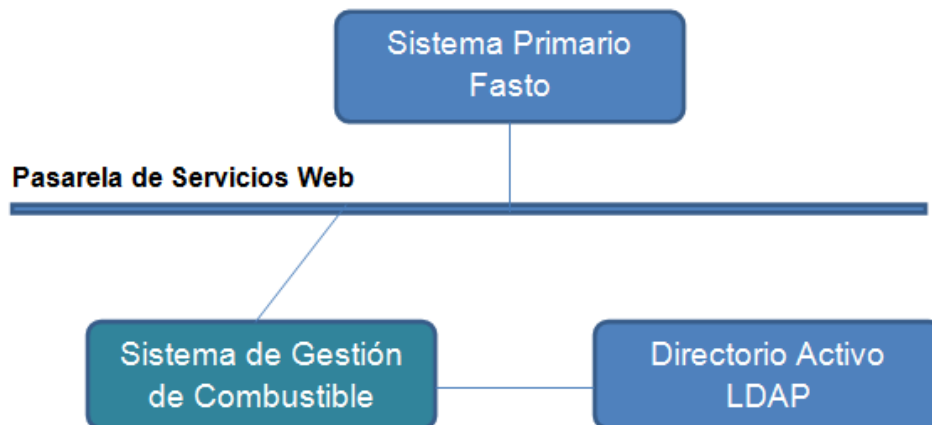 Sistema Primario
Fasto
Pasarela de Servicios Web
Sistema de Gestión
de Combustible
Directorio Activo
LDAP